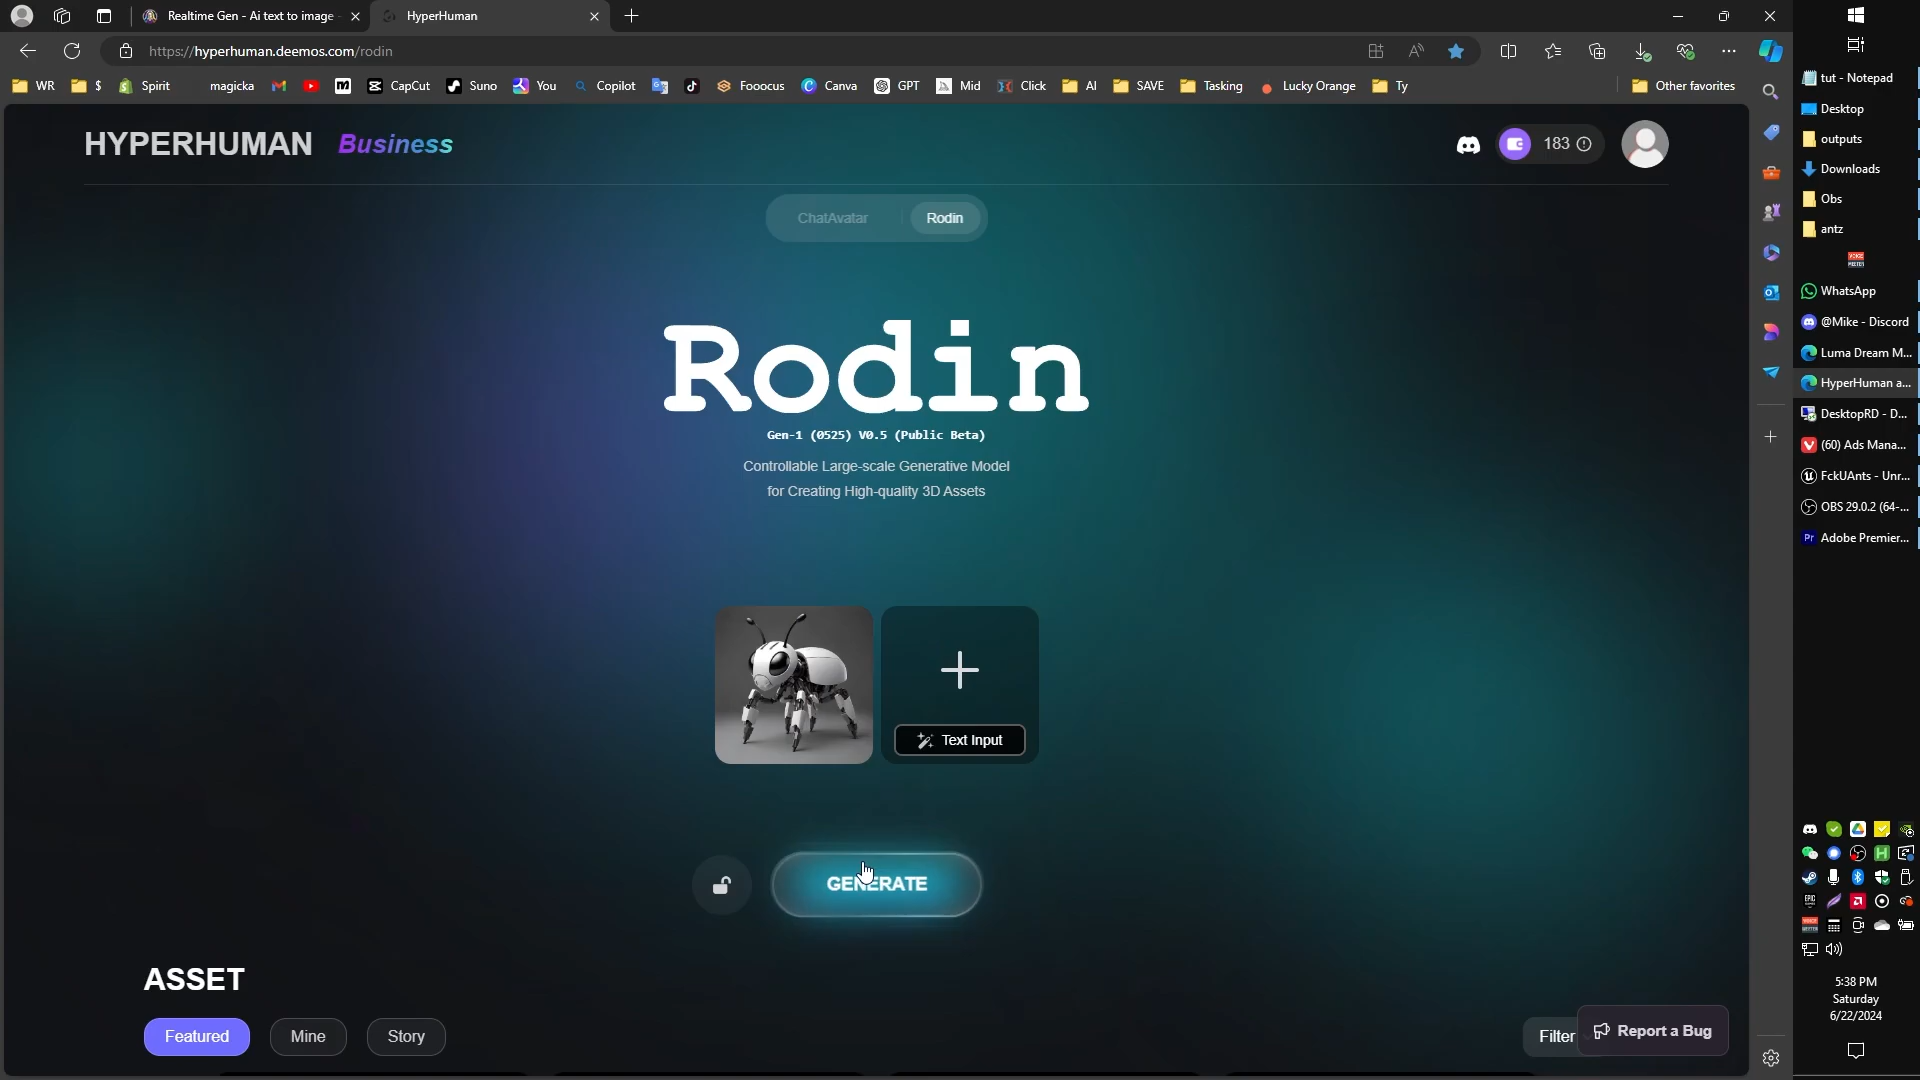 Realtime Gen - Ai text to image
HyperHuman
https://hyperhuman.deemos.com/rodin
WR
$
Spirit
magicka
CapCut
Suno
You
Copilot
Fooocus
Canva
GPT
Mid
Click
AI
SAVE
Tasking
Lucky Orange
Ty
Other favorites
HYPERHUMAN Business
183
ChatAvatar
Rodin
Rodin
Gen-1 (0525) V0.5 (Public Beta)
Controllable Large-scale Generative Model
for Creating High-quality 3D Assets
Text Input
GENERATE
ASSET
Featured
Mine
Story
Filter
Report a Bug
tut - Notepad
Desktop
outputs
Downloads
Obs
antz
WhatsApp
@Mike - Discord
Luma Dream M...
HyperHuman a...
DesktopRD - D...
(60) Ads Mana...
FckUAnts - Unr...
OBS 29.0.2 (64-...
Adobe Premier...
5:38 PM
Saturday
6/22/2024